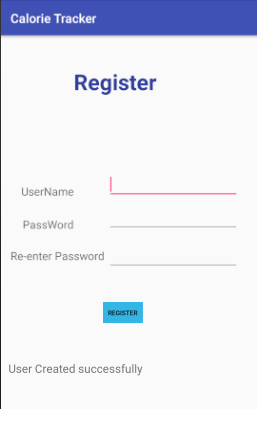 Calorie Tracker
Register
UserName
PassWord
Re-enter Password
REGISTER
User Created successfully